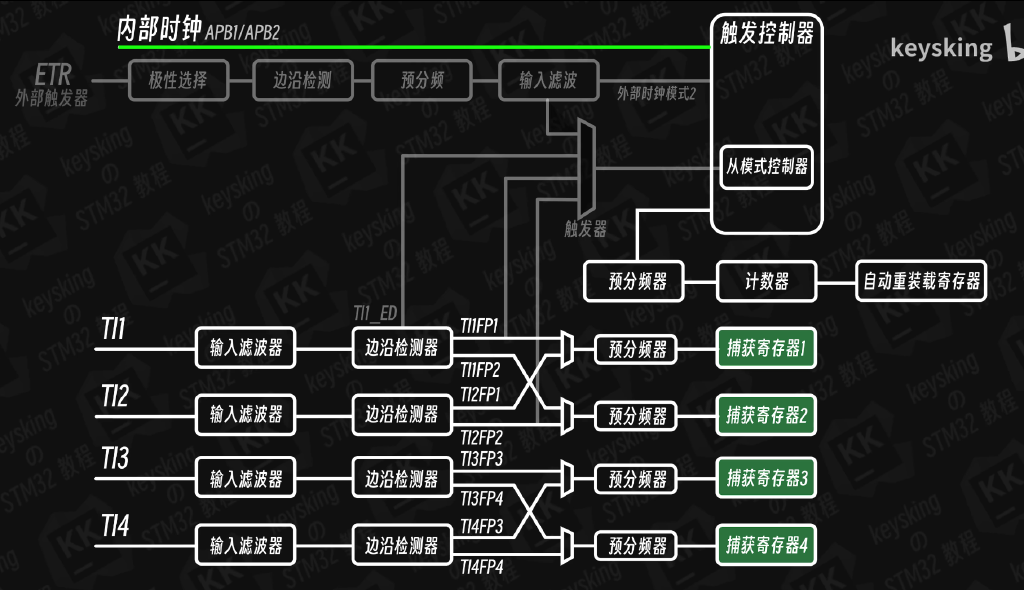 内部时钟 APB1/APB2
触发控制器
keysking
ETR
外部触发器
极性选择
边沿检测
预分频
输入滤波
外部时钟模式2
从模式控制器
触发器
预分频器
计数器
自动重装载寄存器
TI1_ED
TI1
输入滤波器
边沿检测器
TI1FP1
TI1FP2
预分频器
捕获寄存器1
TI2
输入滤波器
边沿检测器
TI2FP1
TI2FP2
预分频器
捕获寄存器2
TI3
输入滤波器
边沿检测器
TI3FP3
TI3FP4
预分频器
捕获寄存器3
TI4
输入滤波器
边沿检测器
TI4FP3
TI4FP4
预分频器
捕获寄存器4
KK
keysking
の
STM32 教程